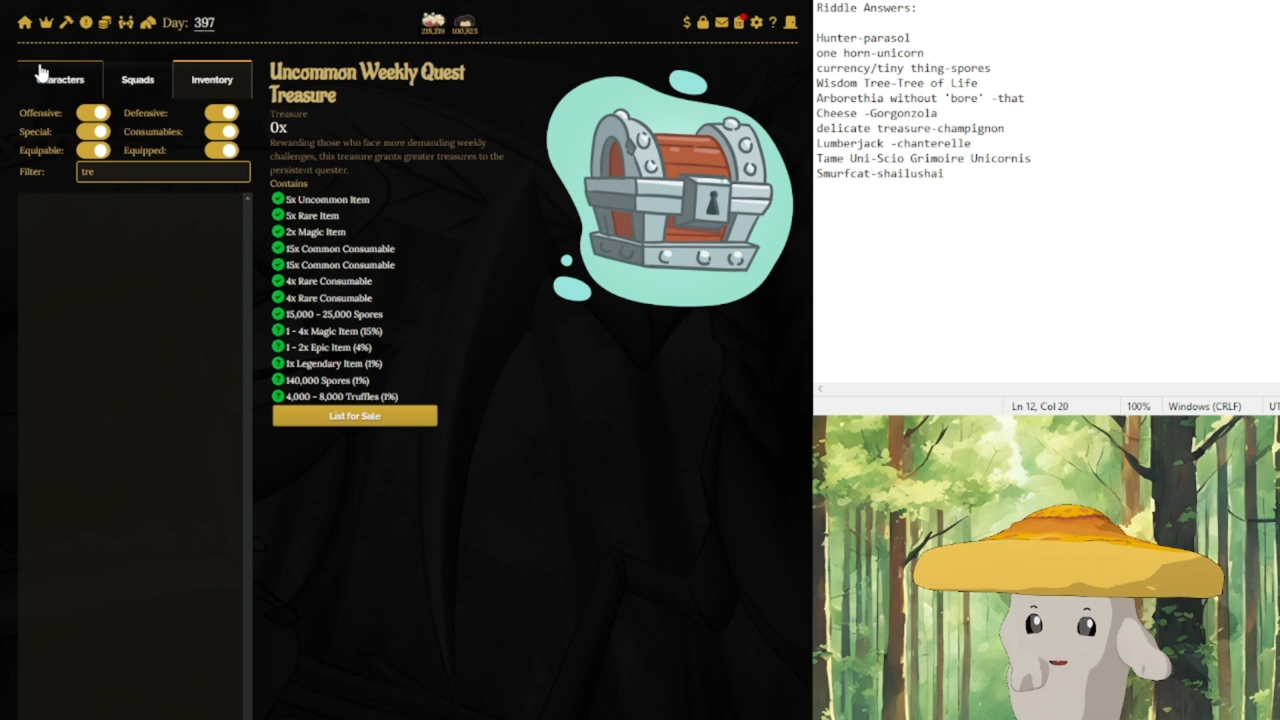 Day: 397
218,219 100,825
Characters Squads Inventory
Offensive: Defensive:
Special: Consumables:
Equipable: Equipped:
Filter: tre
Uncommon Weekly Quest
Treasure
Treasure
0x
Rewarding those who face more demanding weekly
challenges, this treasure grants greater treasures to the
persistent quester.
Contains
5x Uncommon Item
5x Rare Item
2x Magic Item
15x Common Consumable
15x Common Consumable
4x Rare Consumable
4x Rare Consumable
15,000 - 25,000 Spores
1 - 4x Magic Item (15%)
1 - 2x Epic Item (4%)
1x Legendary Item (1%)
140,000 Spores (1%)
4,000 - 8,000 Truffles (1%)
List for Sale
Riddle Answers:
Hunter-parasol
one horn-unicorn
currency/tiny thing-spores
Wisdom Tree-Tree of Life
Arborethia without 'bore' -that
Cheese -Gorgonzola
delicate treasure-champignon
Lumberjack -chanterelle
Tame Uni-Scio Grimoire Unicornis
Smurfcat-shailushai
Ln 12, Col 20 100% Windows (CRLF) UT